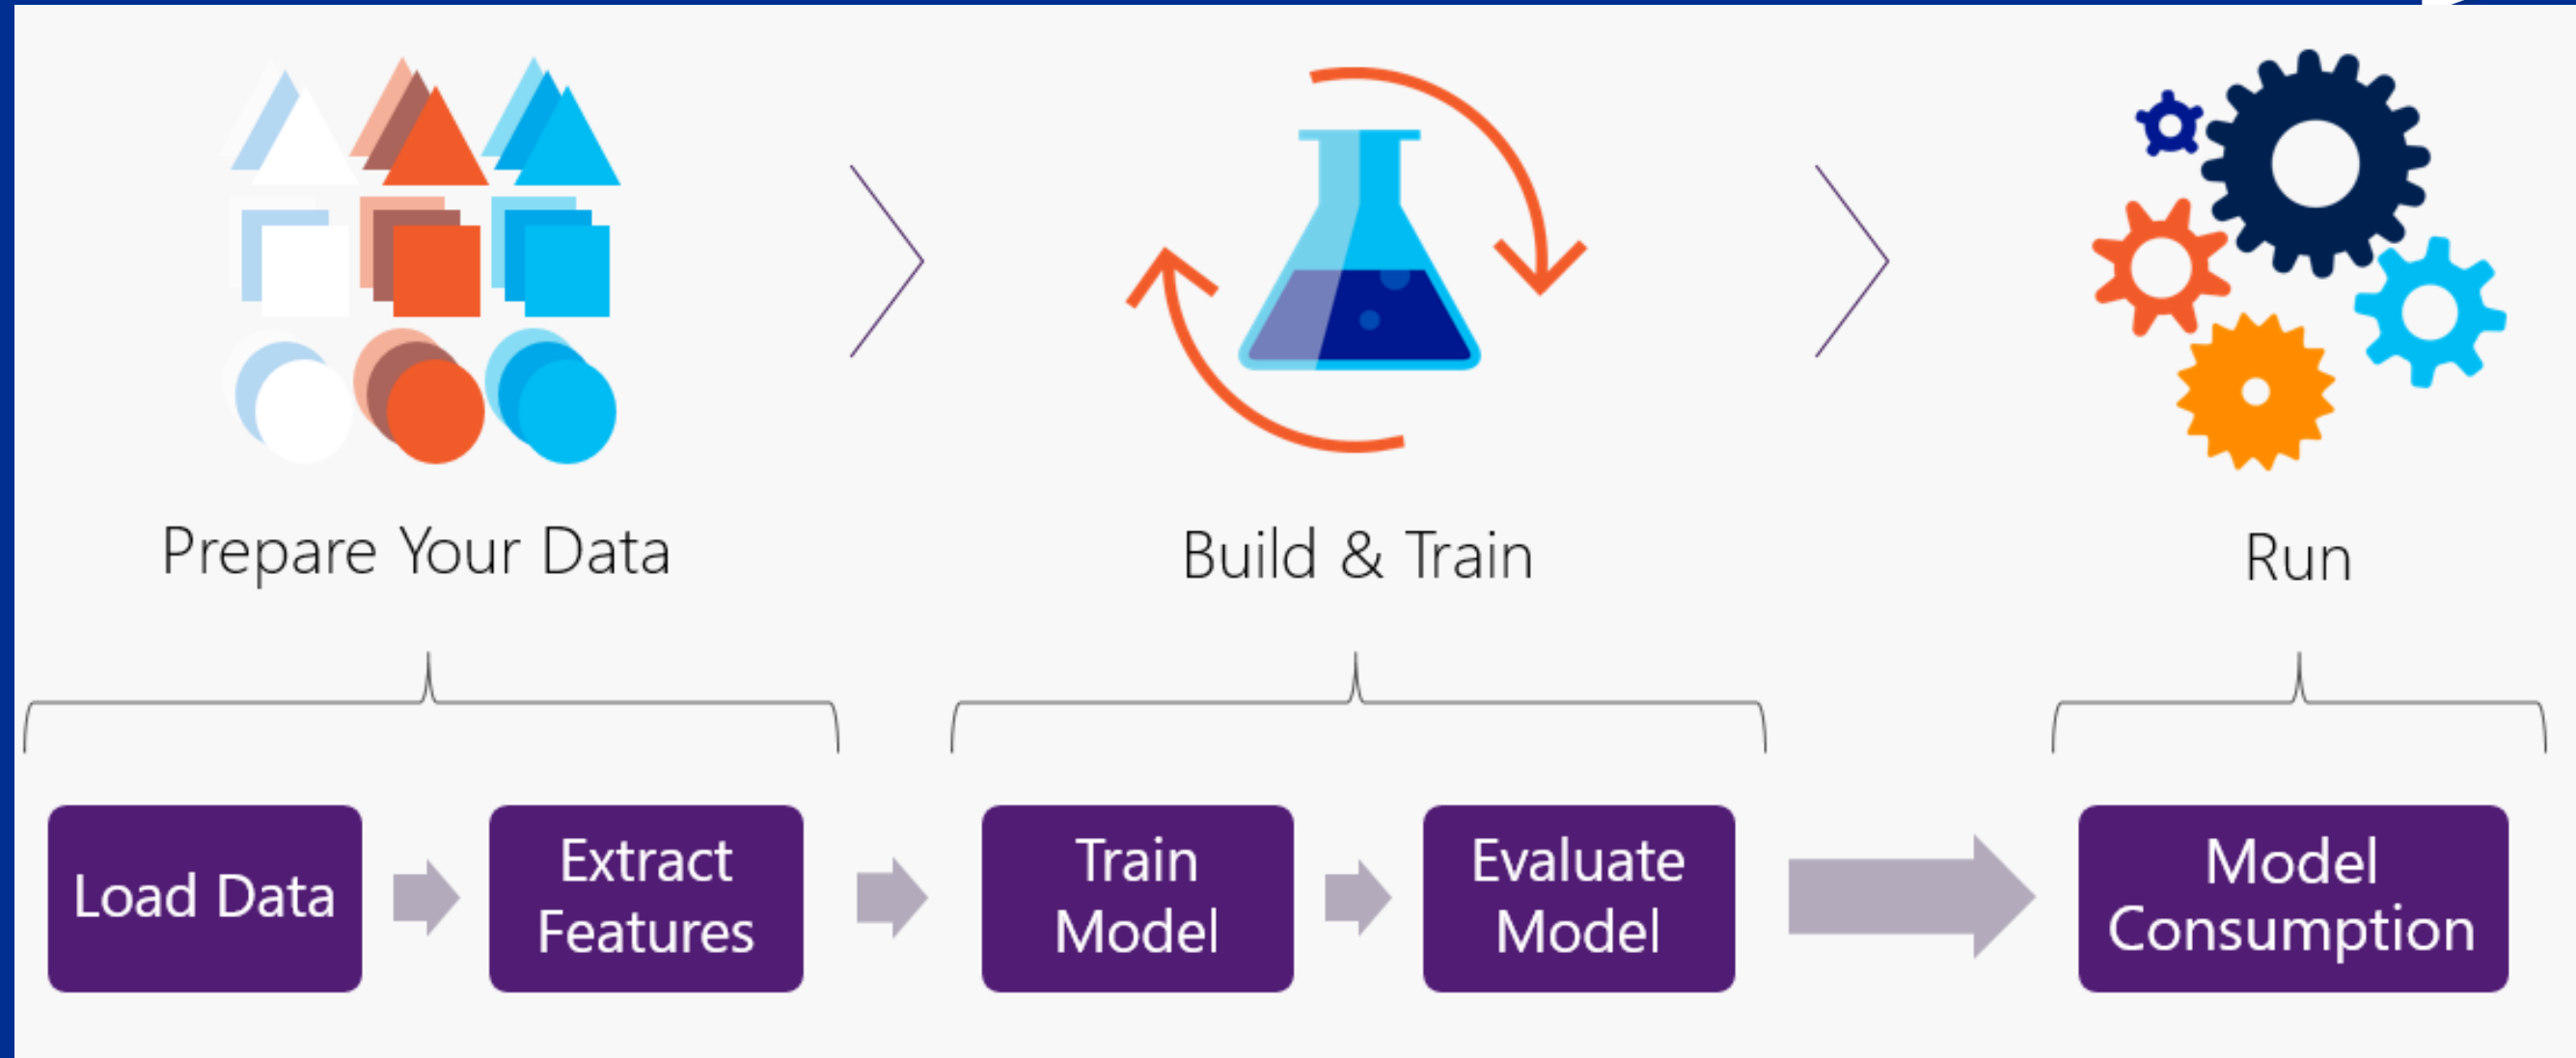 Prepare Your Data
Build & Train
Run
Load Data
Extract
Features
Train
Model
Evaluate
Model
Model
Consumption